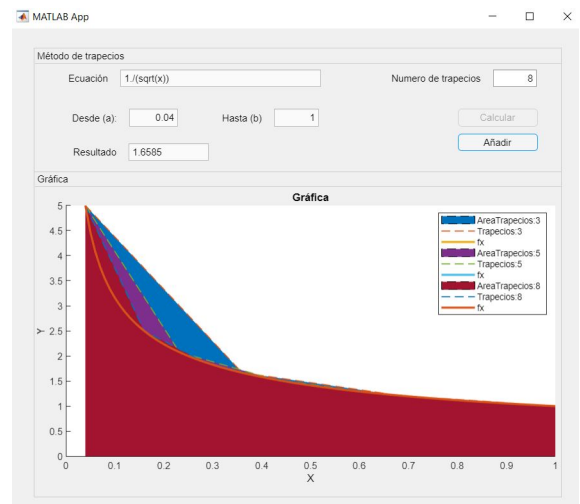 MATLAB App
Método de trapecios
Ecuación 1./(sqrt(x)) Numero de trapecios 8
Desde (a): 0.04 Hasta (b) 1 Calcular
Añadir
Resultado 1.6585
Gráfica
Gráfica
AreaTrapecios:3
Trapecios:3
fx
AreaTrapecios:5
Trapecios:5
fx
AreaTrapecios:8
Trapecios:8
fx
5
4.5
4
3.5
3
2.5
2
1.5
1
0.5
0
Y
0 0.1 0.2 0.3 0.4 0.5 0.6 0.7 0.8 0.9 1
X